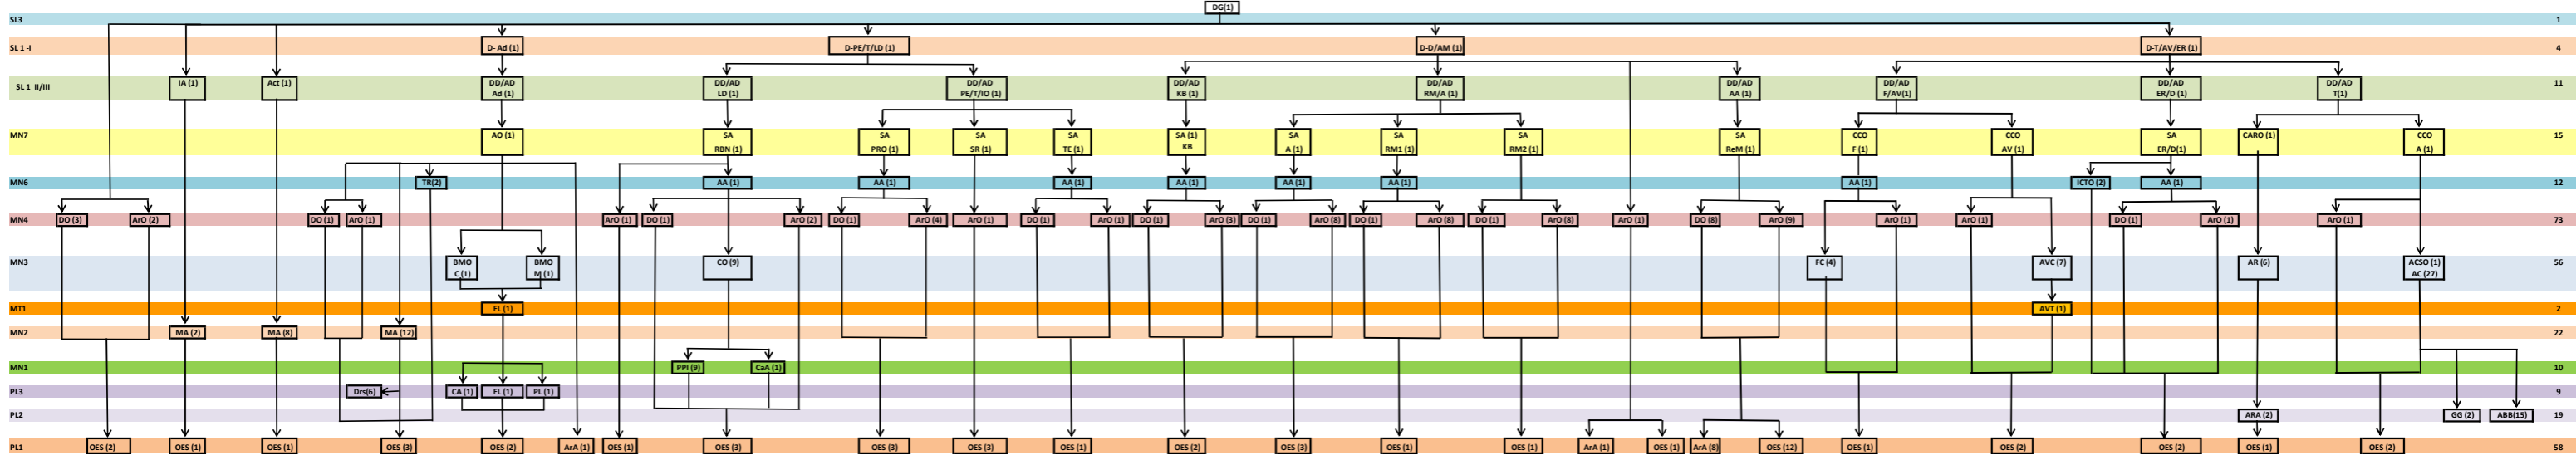 DG(1)
SL3 1
SL 1 -I D- Ad (1) D-PE/T/LD (1) D-D/AM (1) D-T/AV/ER (1) 4
IA (1) Act (1) DD/AD DD/AD DD/AD DD/AD DD/AD DD/AD DD/AD DD/AD DD/AD
SL 1 II/III Ad (1) LD (1) PE/T/IO (1) KB (1) RM/A (1) AA (1) F/AV(1) ER/D (1) T(1) 11
MN7 AO (1) SA SA SA SA SA (1) SA SA SA SA CCO CCO SA CARO (1) CCO 15
RBN (1) PRO (1) SR (1) TE (1) KB A (1) RM1 (1) RM2 (1) ReM (1) F (1) AV (1) ER/D(1) A (1)
MN6 TR(2) AA (1) AA (1) AA (1) AA (1) AA (1) AA (1) AA (1) ICTO (2) AA (1) 12
MN4 DO (3) ArO (2) DO (1) ArO (1) ArO (1) DO (1) ArO (2) DO (1) ArO (4) ArO (1) DO (1) ArO (1) DO (1) ArO (3) DO (1) ArO (8) DO (1) ArO (8) DO (1) ArO (8) ArO (1) DO (8) ArO (9) DO (1) ArO (1) ArO (1) DO (1) ArO (1) ArO (1) 73
MN3 BMO BMO CO (9) FC (4) AVC (7) AR (6) ACSO (1) 56
C (1) M (1) AC (27)
MT1 EL (1) AVT (1) 2
MN2 MA (2) MA (8) MA (12) 22
MN1 PPI (9) CaA (1) 10
PL3 Drs(6) CA (1) EL (1) PL (1) 9
PL2 ARA (2) GG (2) ABB(15) 19
PL1 OES (2) OES (1) OES (1) OES (3) OES (2) ArA (1) OES (1) OES (3) OES (3) OES (3) OES (1) OES (2) OES (3) OES (1) OES (1) ArA (1) OES (1) ArA (8) OES (12) OES (1) OES (2) OES (2) OES (1) OES (2) 58